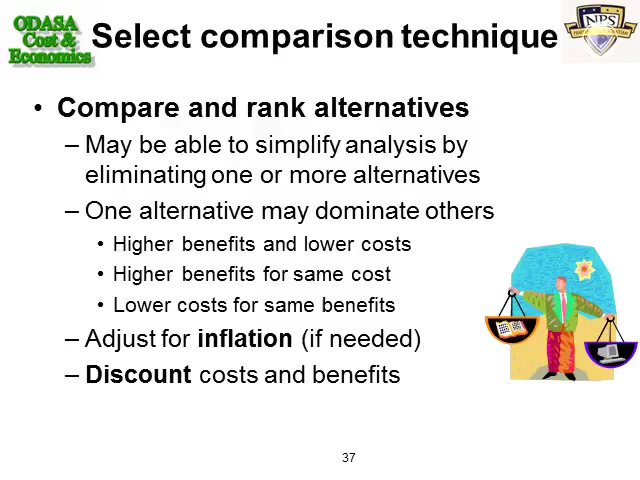 ODASA
Cost &
Economics
Select comparison technique
NPS
• Compare and rank alternatives
– May be able to simplify analysis by
eliminating one or more alternatives
– One alternative may dominate others
• Higher benefits and lower costs
• Higher benefits for same cost
• Lower costs for same benefits
– Adjust for inflation (if needed)
– Discount costs and benefits
37